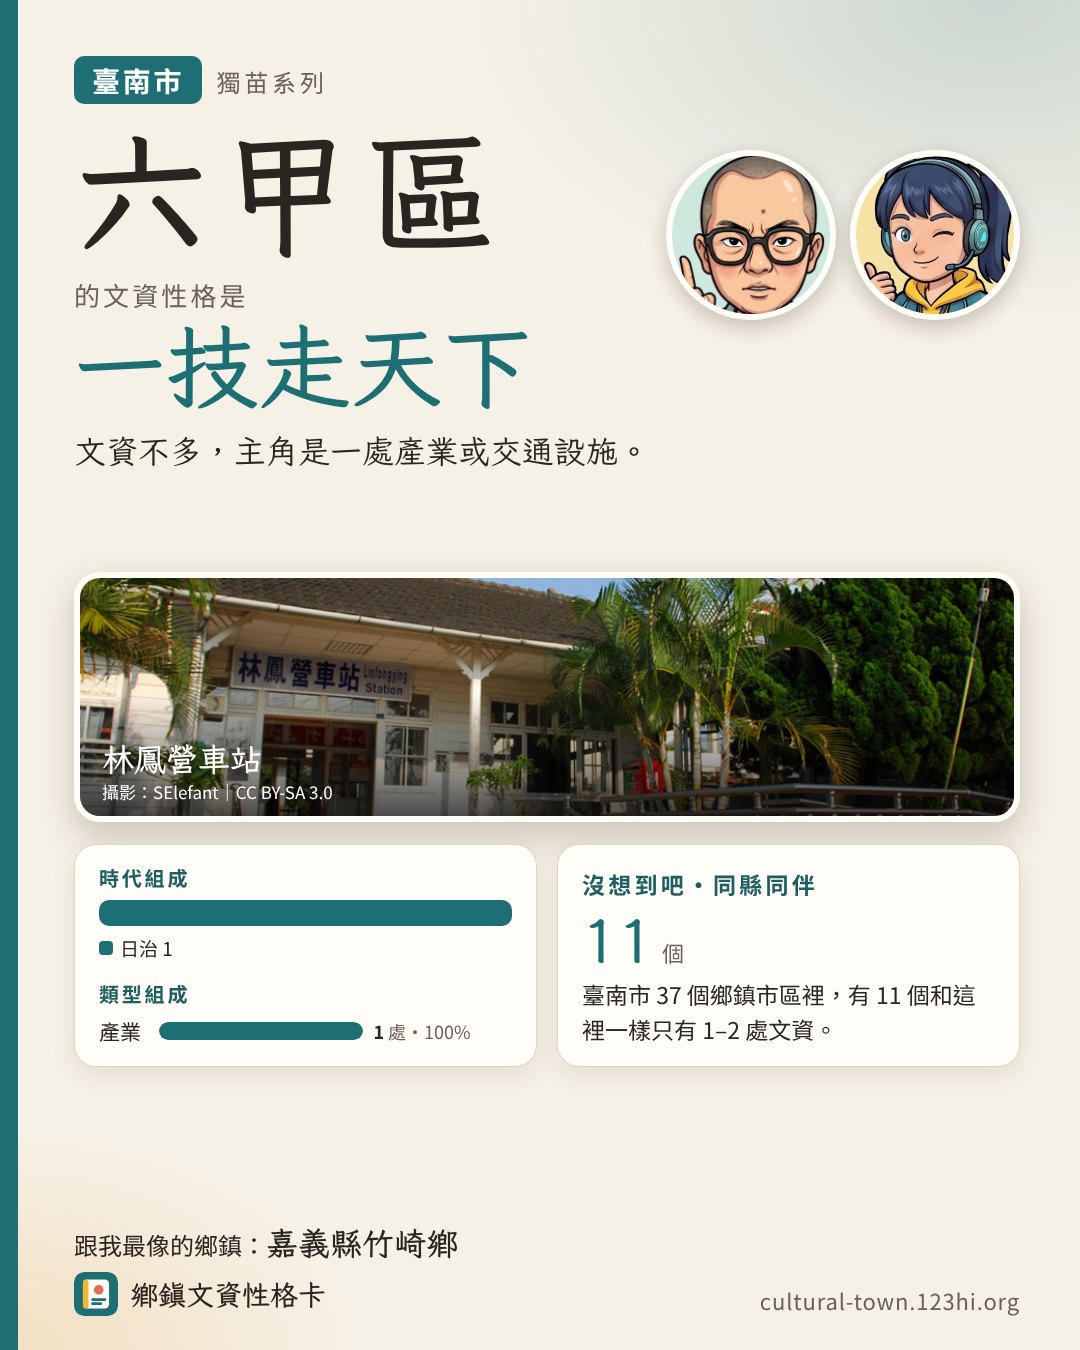 臺南市 獨苗系列
六甲區
的文資性格是
一技走天下
文資不多，主角是一處產業或交通設施。
林鳳營車站 Linfongying
Station
林鳳營車站
攝影：SElefant｜CC BY-SA 3.0
時代組成
日治 1
類型組成
產業 1 處・100%
沒想到吧・同縣同伴
11 個
臺南市 37 個鄉鎮市區裡，有 11 個和這
裡一樣只有 1–2 處文資。
跟我最像的鄉鎮：嘉義縣竹崎鄉
鄉鎮文資性格卡
cultural-town.123hi.org